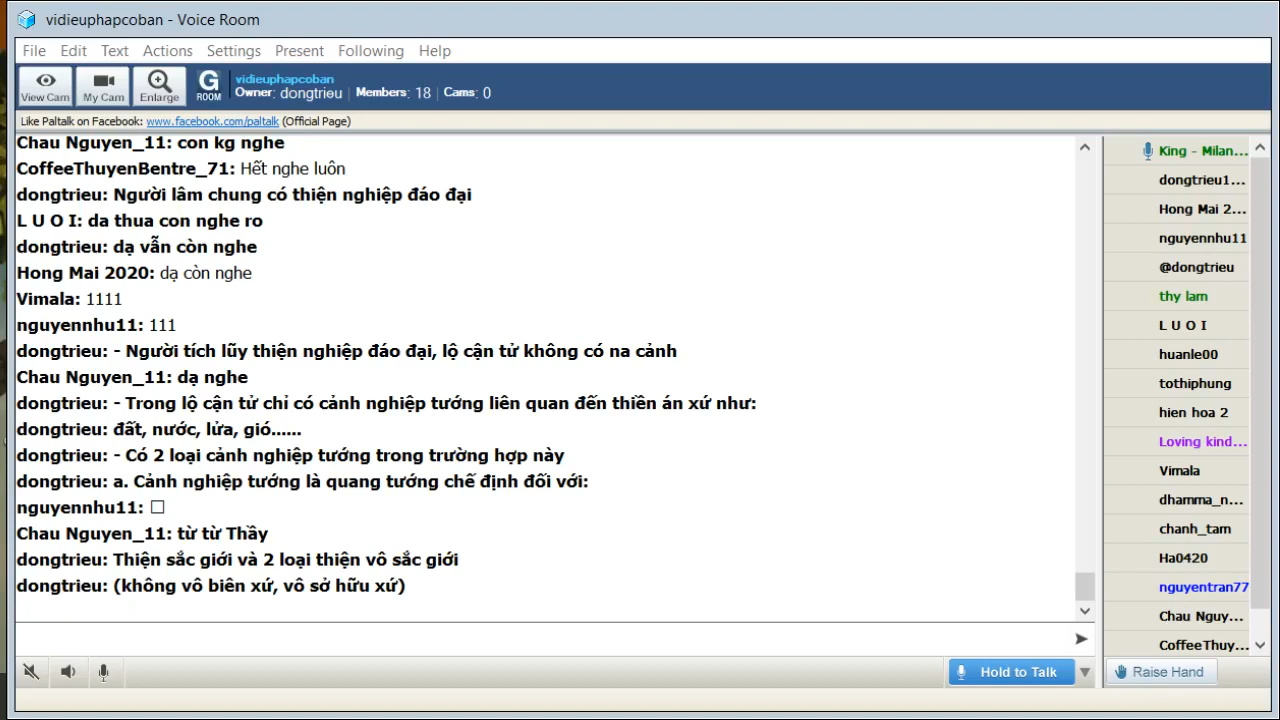 vidieuphapcoban - Voice Room
File Edit Text Actions Settings Present Following Help
View Cam My Cam Enlarge G ROOM vidieuphapcoban
Owner: dongtrieu Members: 18 Cams: 0
Like Paltalk on Facebook: www.facebook.com/paltalk (Official Page)
Chau Nguyen_11: con kg nghe
CoffeeThuyenBentre_71: Hết nghe luôn
dongtrieu: Người lâm chung có thiện nghiệp đáo đại
L U O I: da thua con nghe ro
dongtrieu: dạ vẫn còn nghe
Hong Mai 2020: dạ còn nghe
Vimala: 1111
nguyennhu11: 111
dongtrieu: - Người tích lũy thiện nghiệp đáo đại, lộ cận tử không có na cảnh
Chau Nguyen_11: dạ nghe
dongtrieu: - Trong lộ cận tử chỉ có cảnh nghiệp tướng liên quan đến thiền án xứ như:
dongtrieu: đất, nước, lửa, gió......
dongtrieu: - Có 2 loại cảnh nghiệp tướng trong trường hợp này
dongtrieu: a. Cảnh nghiệp tướng là quang tướng chế định đối với:
nguyennhu11: □
Chau Nguyen_11: từ từ Thầy
dongtrieu: Thiện sắc giới và 2 loại thiện vô sắc giới
dongtrieu: (không vô biên xứ, vô sở hữu xứ)
King - Milan...
dongtrieu1...
Hong Mai 2...
nguyennhu11
@dongtrieu
thy lam
L U O I
huanle00
tothiphung
hien hoa 2
Loving kind...
Vimala
dhamma_n...
chanh_tam
Ha0420
nguyentran77
Chau Nguy...
CoffeeThuy...
Hold to Talk
Raise Hand